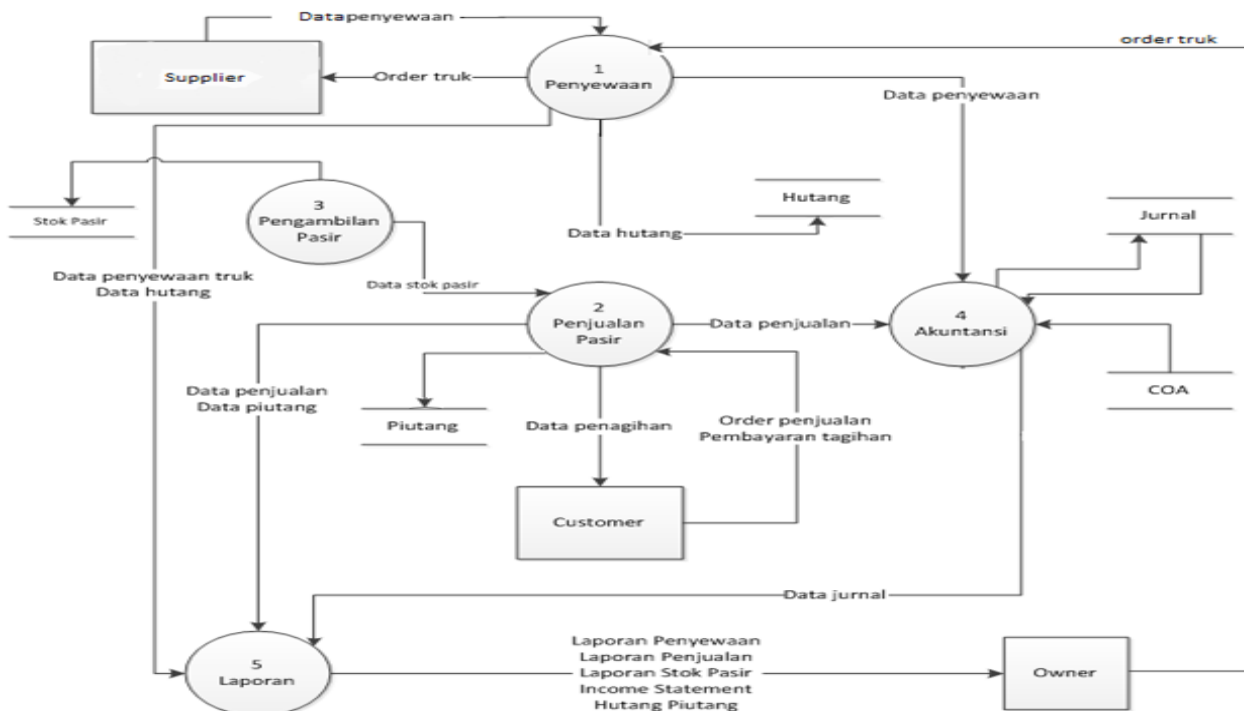 Datapenyewaan
order truk
Supplier
Order truk
1
Penyewaan
Data penyewaan
Stok Pasir
3
Pengambilan
Pasir
Hutang
Data hutang
Jurnal
Data penyewaan truk
Data hutang
Data stok pasir
2
Penjualan
Pasir
Data penjualan
4
Akuntansi
Data penjualan
Data piutang
Piutang
Data penagihan
Order penjualan
Pembayaran tagihan
COA
Customer
Data jurnal
5
Laporan
Laporan Penyewaan
Laporan Penjualan
Laporan Stok Pasir
Income Statement
Hutang Piutang
Owner